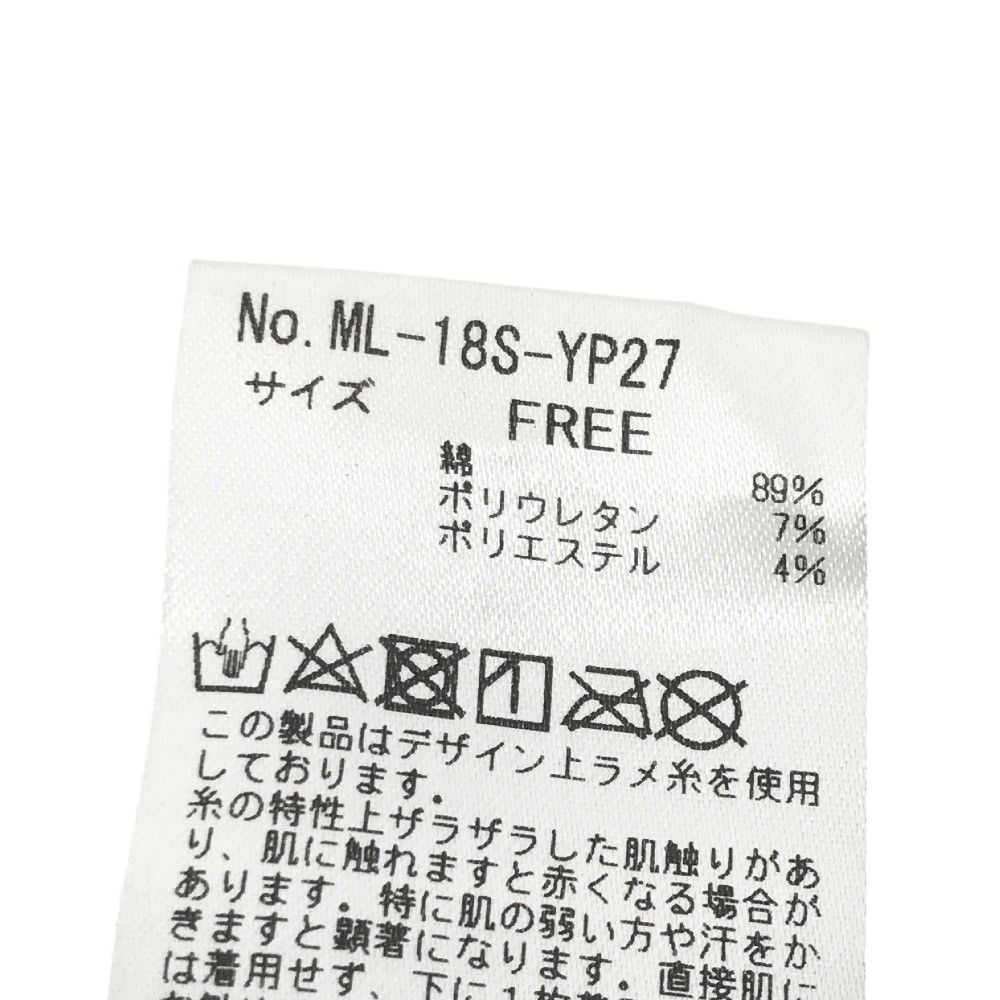 No. ML-18S-YP27
サイズ FREE
綿 89%
ポリウレタン 7%
ポリエステル 4%
この製品はデザイン上ラメ糸を使用
しております。
糸の特性上ザラザラした肌触りがあ
り、肌に触れますと赤くなる場合が
あります。特に肌の弱い方や汗をか
きますと顕著になります。直接肌に
は着用せず、下に1枚着